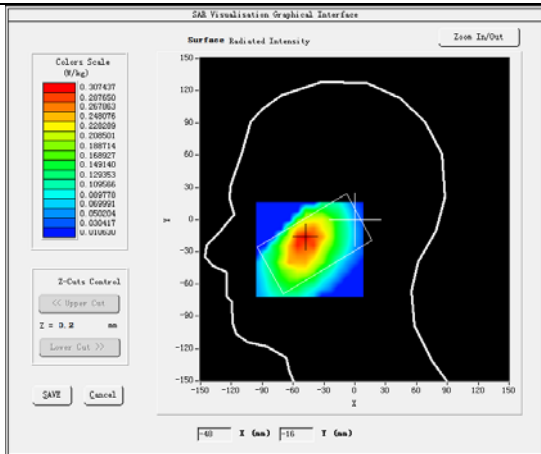 SAR Visualisation Graphical Interface
Surface Radiated Intensity
Zoom In/Out
Colors Scale
(W/kg)
0.307437
0.287650
0.267863
0.248076
0.228289
0.208501
0.188714
0.168927
0.149140
0.129353
0.109566
0.089778
0.069991
0.050204
0.030417
0.010630
Z-Cuts Control
<< Upper Cut
Z = 0.2 mm
Lower Cut >>
SAVE Cancel
150
120
90
60
30
0
-30
-60
-90
-120
-150
Y
-150 -120 -90 -60 -30 0 30 60 90 120 150
X
-48 X (mm) -16 Y (mm)